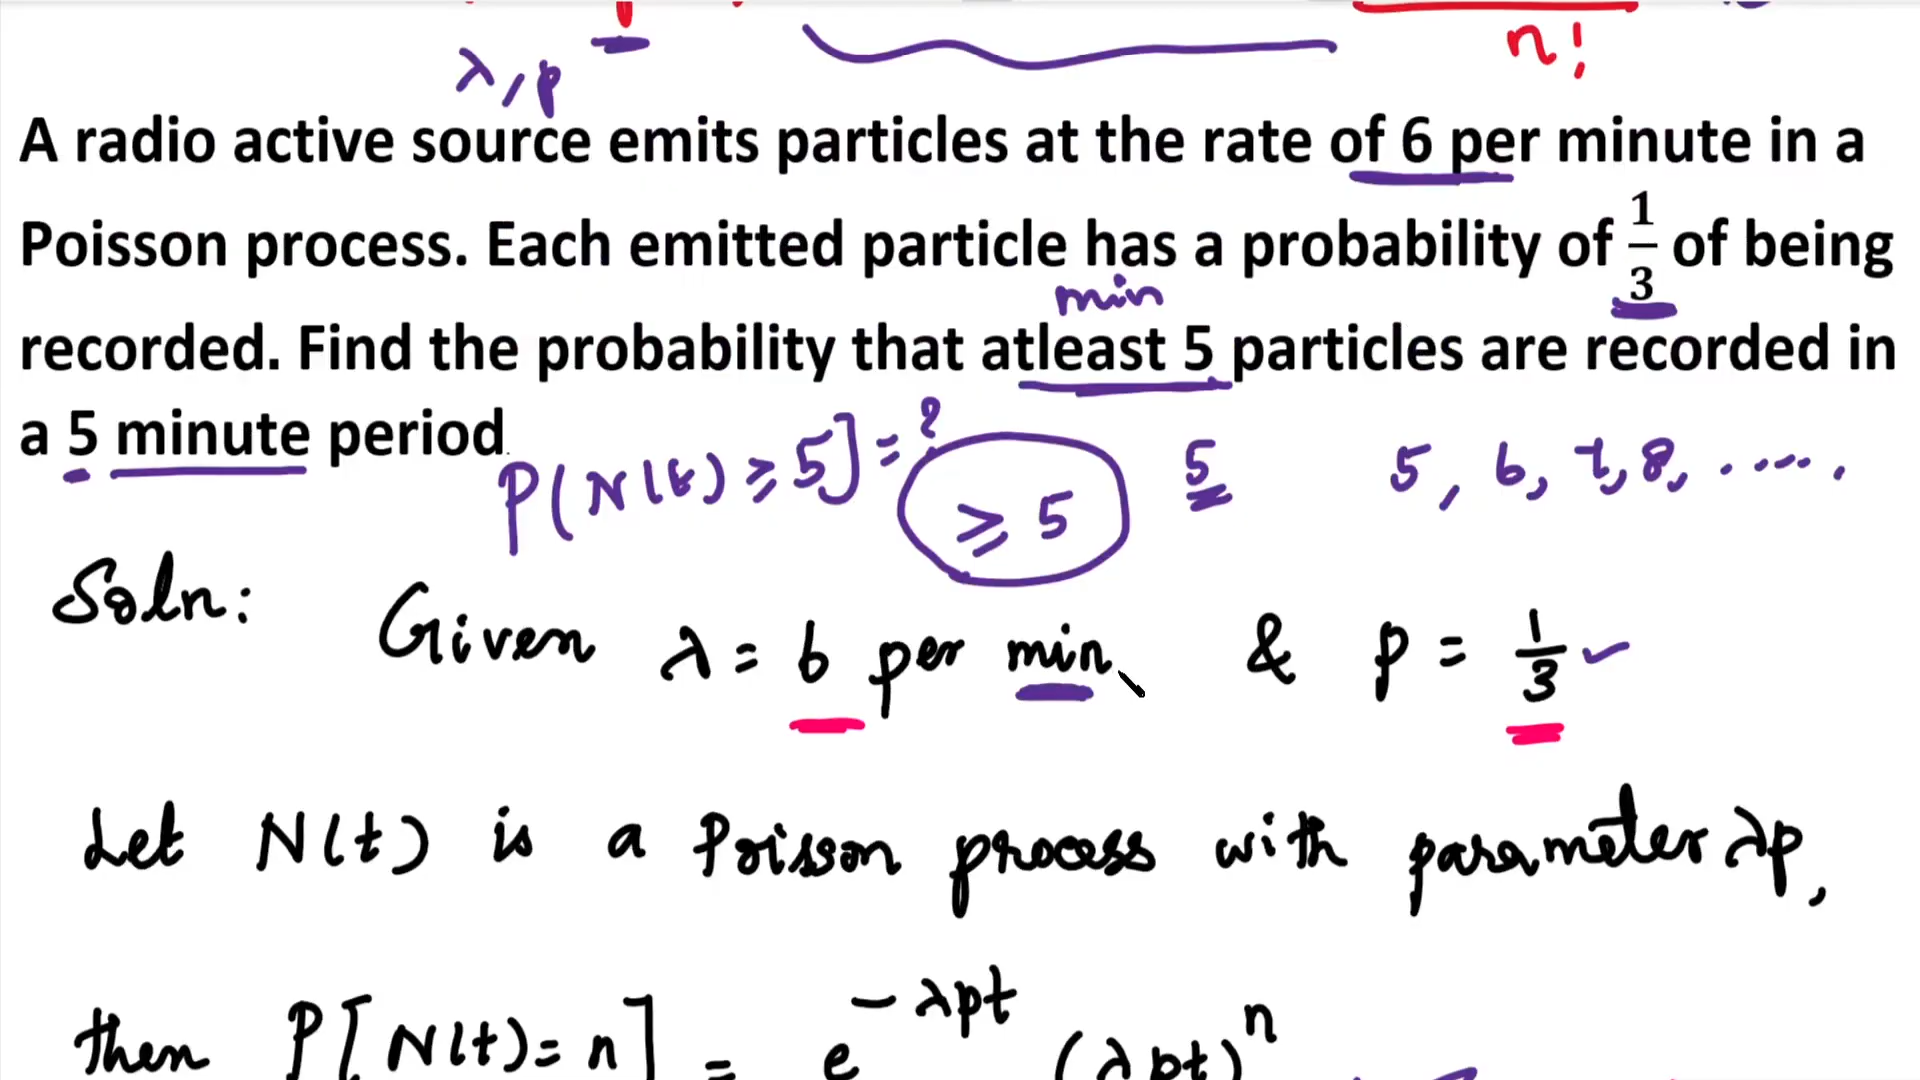 n!
λ, p
A radio active source emits particles at the rate of 6 per minute in a
Poisson process. Each emitted particle has a probability of 1/3 of being
min
recorded. Find the probability that atleast 5 particles are recorded in
a 5 minute period.
P(N(t) ≥ 5] = ? ≥ 5 5 5, 6, 7, 8, .....
Soln: Given λ = 6 per min. & p = 1/3 ✓
Let N(t) is a Poisson process with parameter λp,
then P[N(t) = n] = e^{-λpt} (λpt)^n